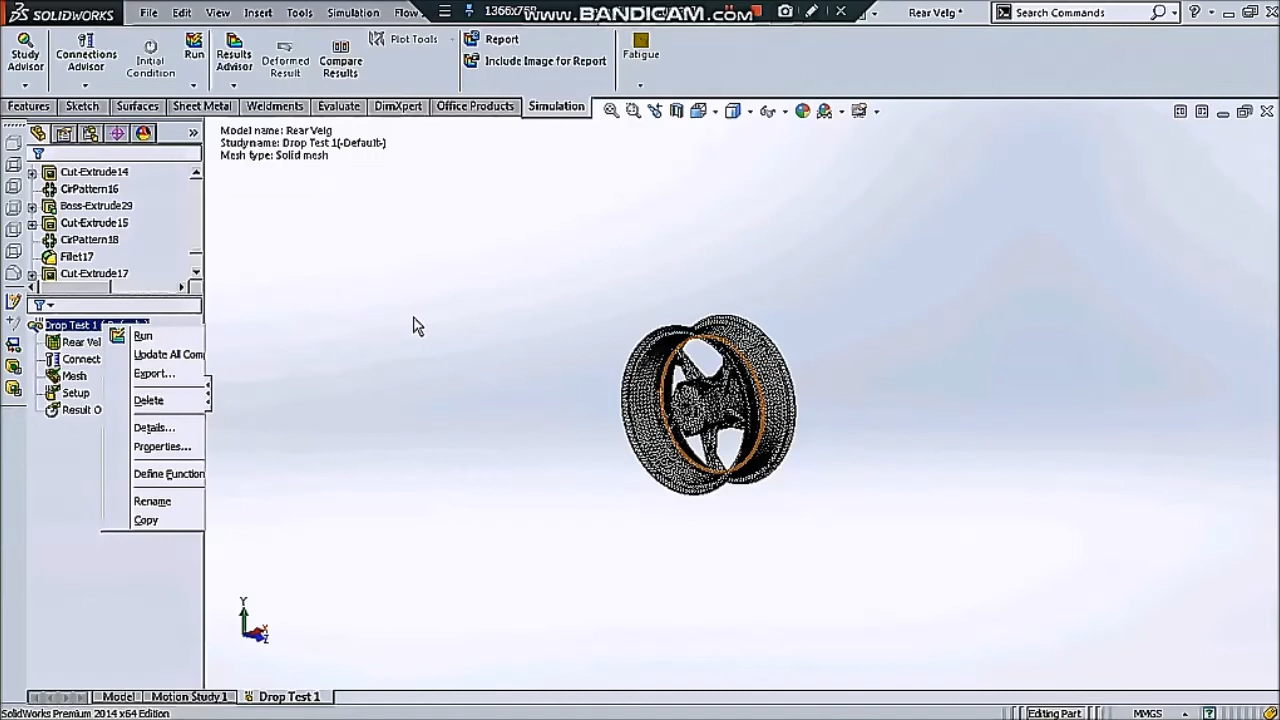 SOLIDWORKS File Edit View Insert Tools Simulation Flow 1366x768 www.BANDICAM.com Rear Velg * Search Commands
Study Advisor
Connections Advisor
Initial Condition
Run
Results Advisor
Deformed Result
Compare Results
Plot Tools
Report
Include Image for Report
Fatigue
Features Sketch Surfaces Sheet Metal Weldments Evaluate DimXpert Office Products Simulation
Model name: Rear Velg
Studyname: Drop Test 1(-Default-)
Mesh type: Solid mesh
Cut-Extrude14
CirPattern16
Boss-Extrude29
Cut-Extrude15
CirPattern18
Fillet17
Cut-Extrude17
Drop Test 1
Rear Vel
Connect
Mesh
Setup
Result O
Run
Update All Comp
Export...
Delete
Details...
Properties...
Define Function
Rename
Copy
Y
X
Z
Model Motion Study 1 Drop Test 1
SolidWorks Premium 2014 x64 Edition Editing Part MMGS